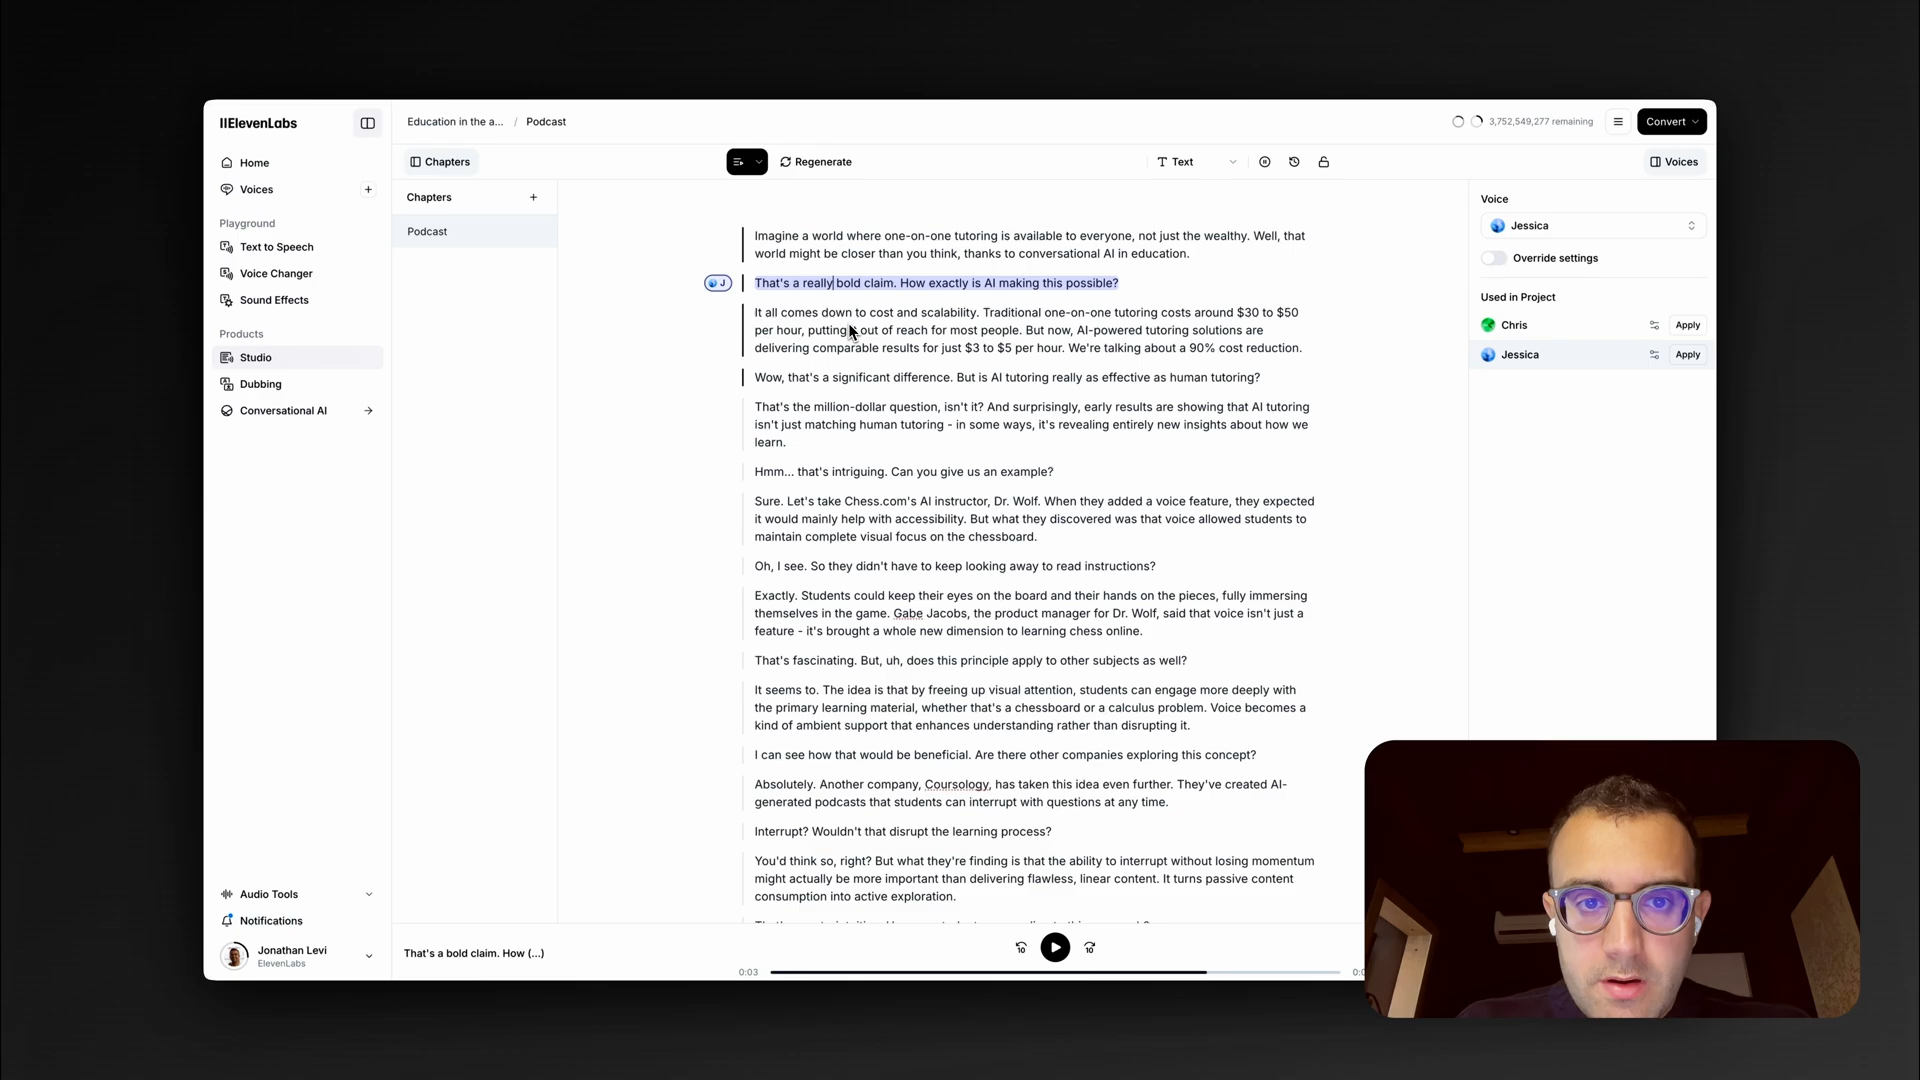 IIElevenLabs
Education in the a... / Podcast
3,752,549,277 remaining
Convert
Home
Voices
Playground
Text to Speech
Voice Changer
Sound Effects
Products
Studio
Dubbing
Conversational AI
Audio Tools
Notifications
Jonathan Levi
ElevenLabs
Chapters
Regenerate
Text
Voices
Chapters
Podcast
Imagine a world where one-on-one tutoring is available to everyone, not just the wealthy. Well, that
world might be closer than you think, thanks to conversational AI in education.
J
That's a really bold claim. How exactly is AI making this possible?
It all comes down to cost and scalability. Traditional one-on-one tutoring costs around $30 to $50
per hour, putting out of reach for most people. But now, AI-powered tutoring solutions are
delivering comparable results for just $3 to $5 per hour. We're talking about a 90% cost reduction.
Wow, that's a significant difference. But is AI tutoring really as effective as human tutoring?
That's the million-dollar question, isn't it? And surprisingly, early results are showing that AI tutoring
isn't just matching human tutoring - in some ways, it's revealing entirely new insights about how we
learn.
Hmm... that's intriguing. Can you give us an example?
Sure. Let's take Chess.com's AI instructor, Dr. Wolf. When they added a voice feature, they expected
it would mainly help with accessibility. But what they discovered was that voice allowed students to
maintain complete visual focus on the chessboard.
Oh, I see. So they didn't have to keep looking away to read instructions?
Exactly. Students could keep their eyes on the board and their hands on the pieces, fully immersing
themselves in the game. Gabe Jacobs, the product manager for Dr. Wolf, said that voice isn't just a
feature - it's brought a whole new dimension to learning chess online.
That's fascinating. But, uh, does this principle apply to other subjects as well?
It seems to. The idea is that by freeing up visual attention, students can engage more deeply with
the primary learning material, whether that's a chessboard or a calculus problem. Voice becomes a
kind of ambient support that enhances understanding rather than disrupting it.
I can see how that would be beneficial. Are there other companies exploring this concept?
Absolutely. Another company, Coursology, has taken this idea even further. They've created AI-
generated podcasts that students can interrupt with questions at any time.
Interrupt? Wouldn't that disrupt the learning process?
You'd think so, right? But what they're finding is that the ability to interrupt without losing momentum
might actually be more important than delivering flawless, linear content. It turns passive content
consumption into active exploration.
Voice
Jessica
Override settings
Used in Project
Chris
Apply
Jessica
Apply
That's a bold claim. How (...)
10
10
0:03